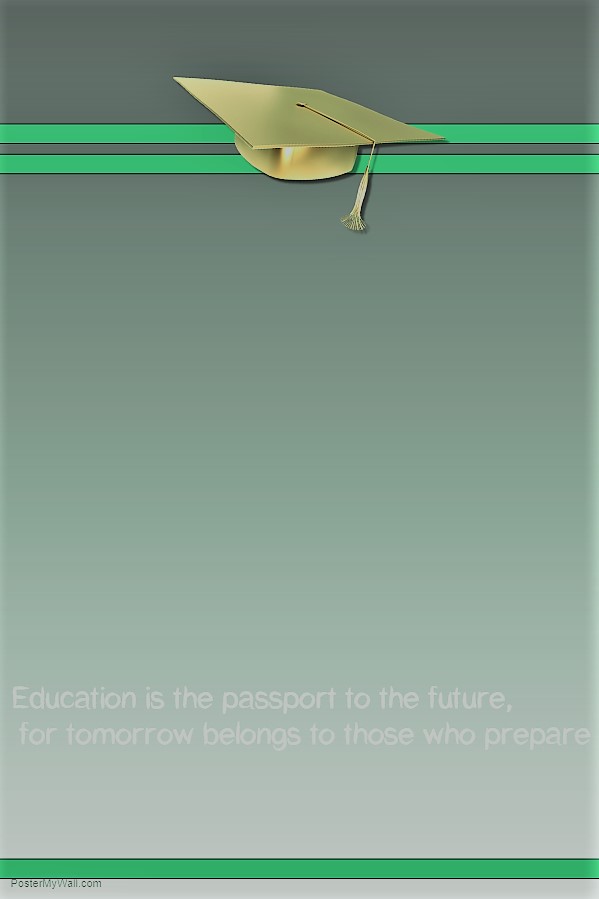 Education is the passport to the future,
for tomorrow belongs to those who prepare
PosterMyWall.com